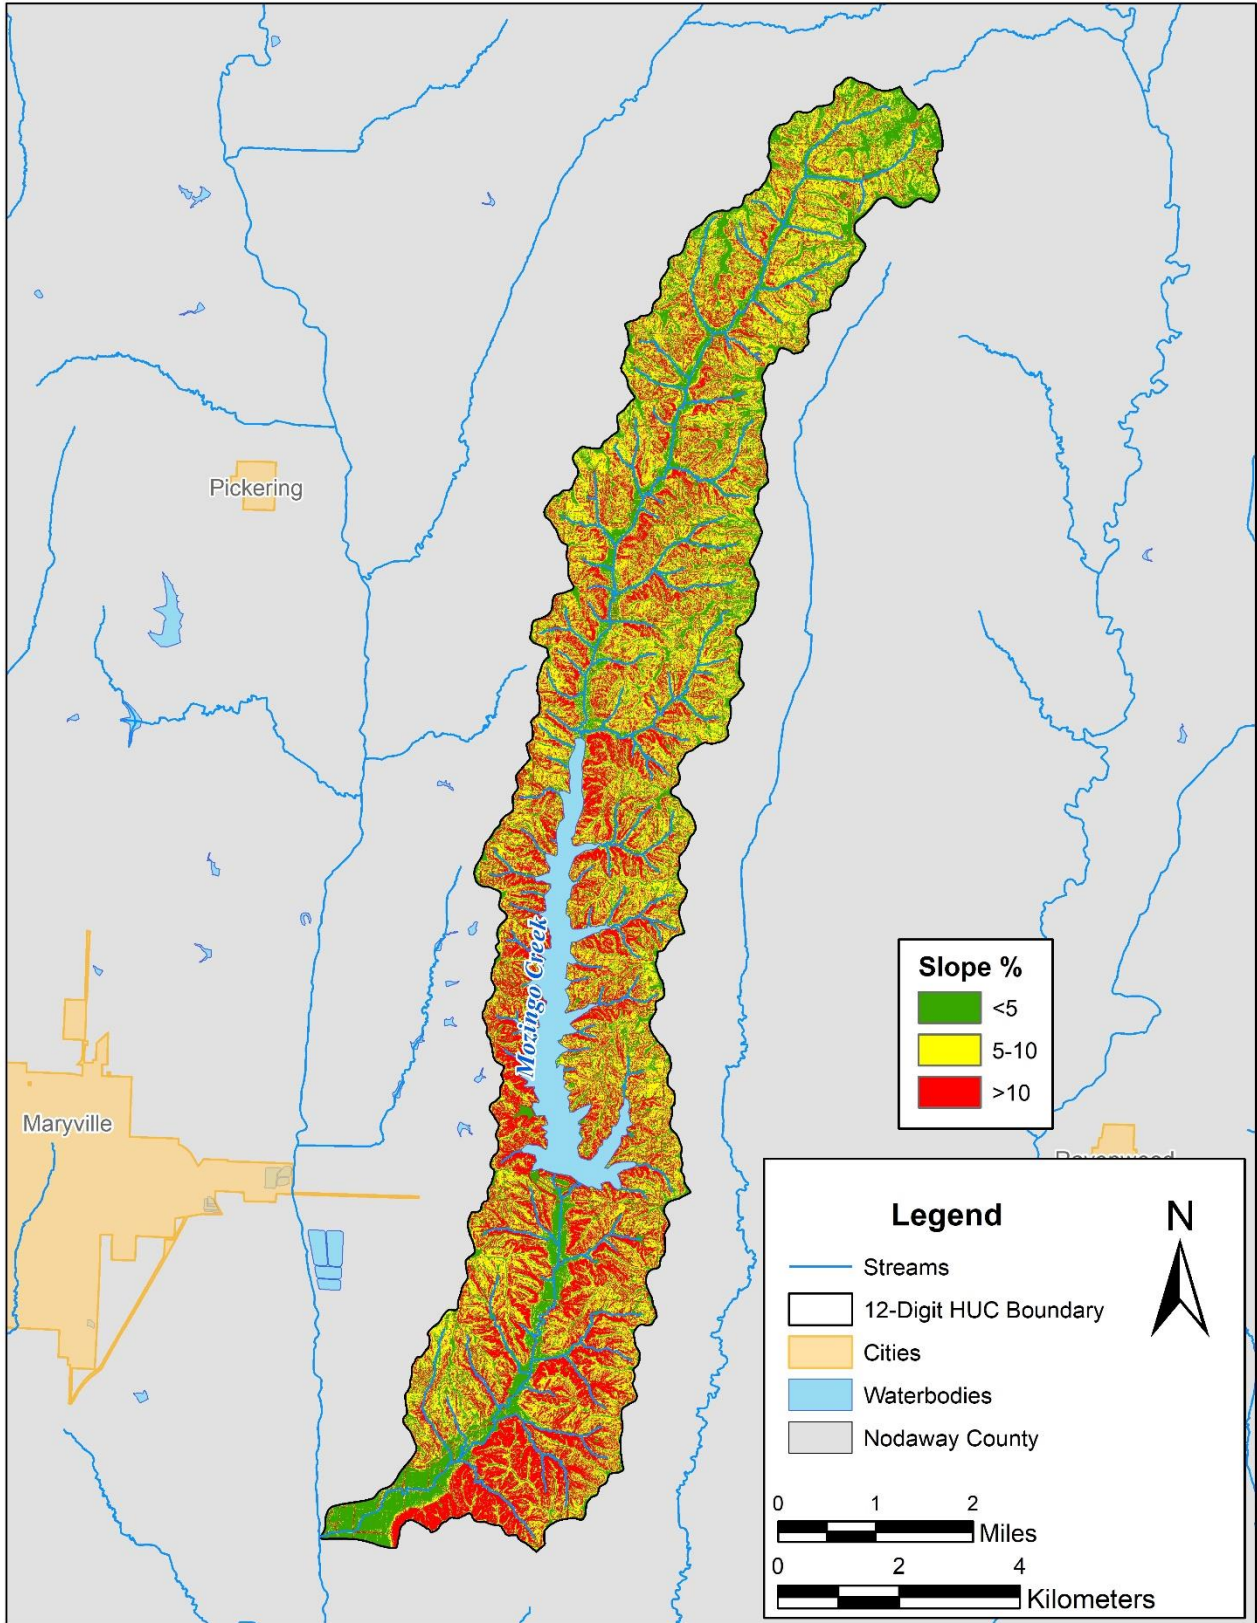 Pickering
Mozingo Creek
Maryville
Slope %
<5
5-10
>10
Legend
N
Streams
12-Digit HUC Boundary
Cities
Waterbodies
Nodaway County
0 1 2
Miles
0 2 4
Kilometers